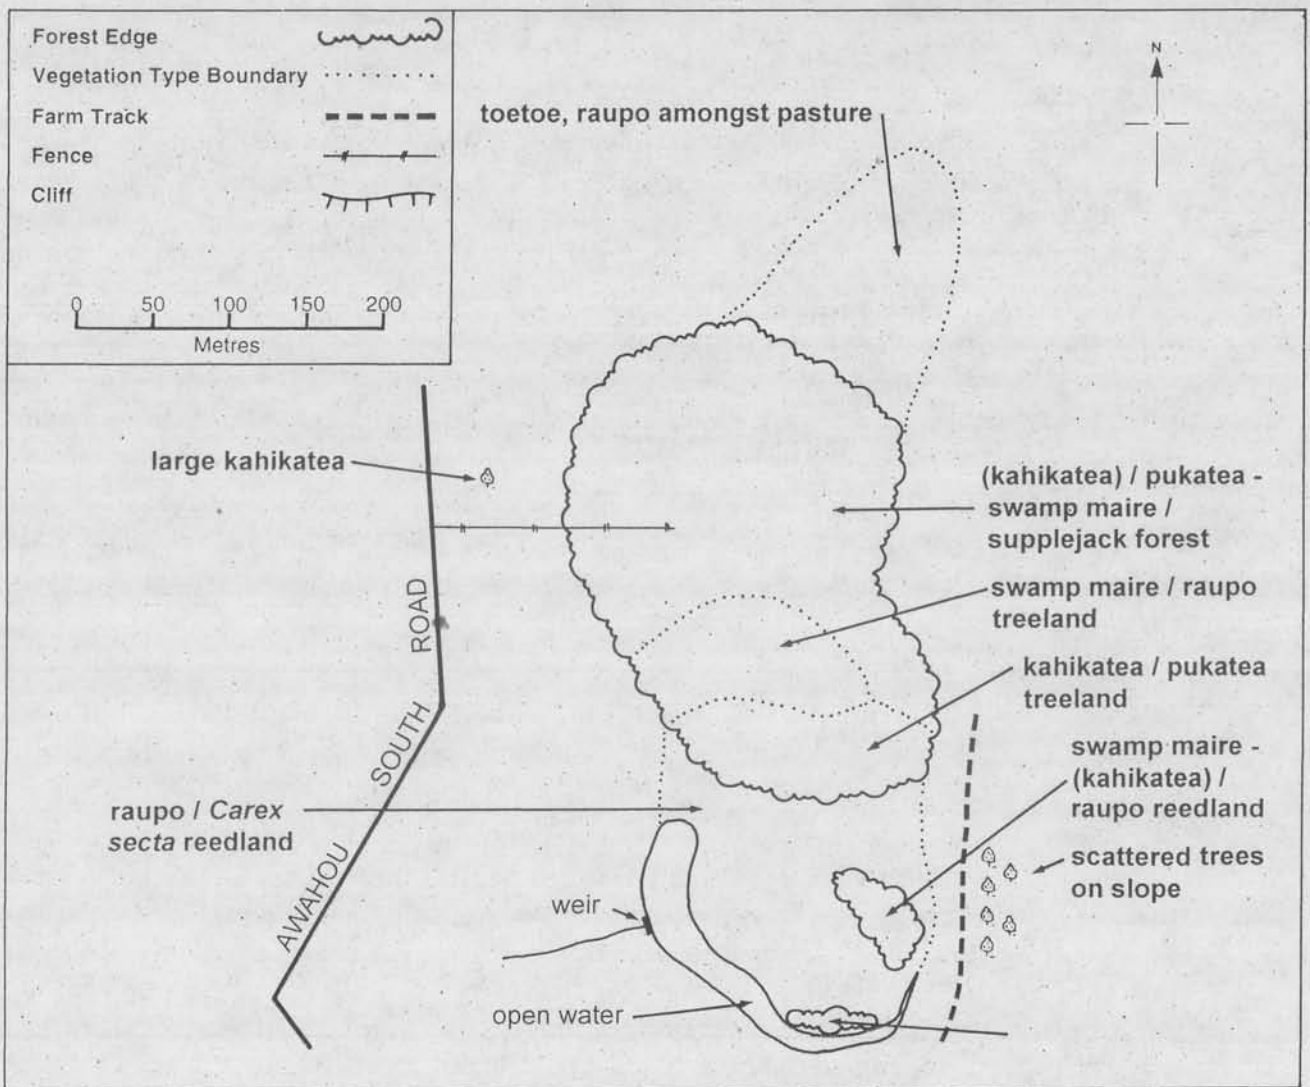 Forest Edge
Vegetation Type Boundary
Farm Track
Fence
Cliff
0 50 100 150 200
Metres
N
toetoe, raupo amongst pasture
large kahikatea
(kahikatea) / pukatea -
swamp maire /
supplejack forest
swamp maire / raupo
treeland
kahikatea / pukatea
treeland
swamp maire -
(kahikatea) /
raupo reedland
scattered trees
on slope
raupo / Carex
secta reedland
weir
open water
AWAHOU SOUTH ROAD